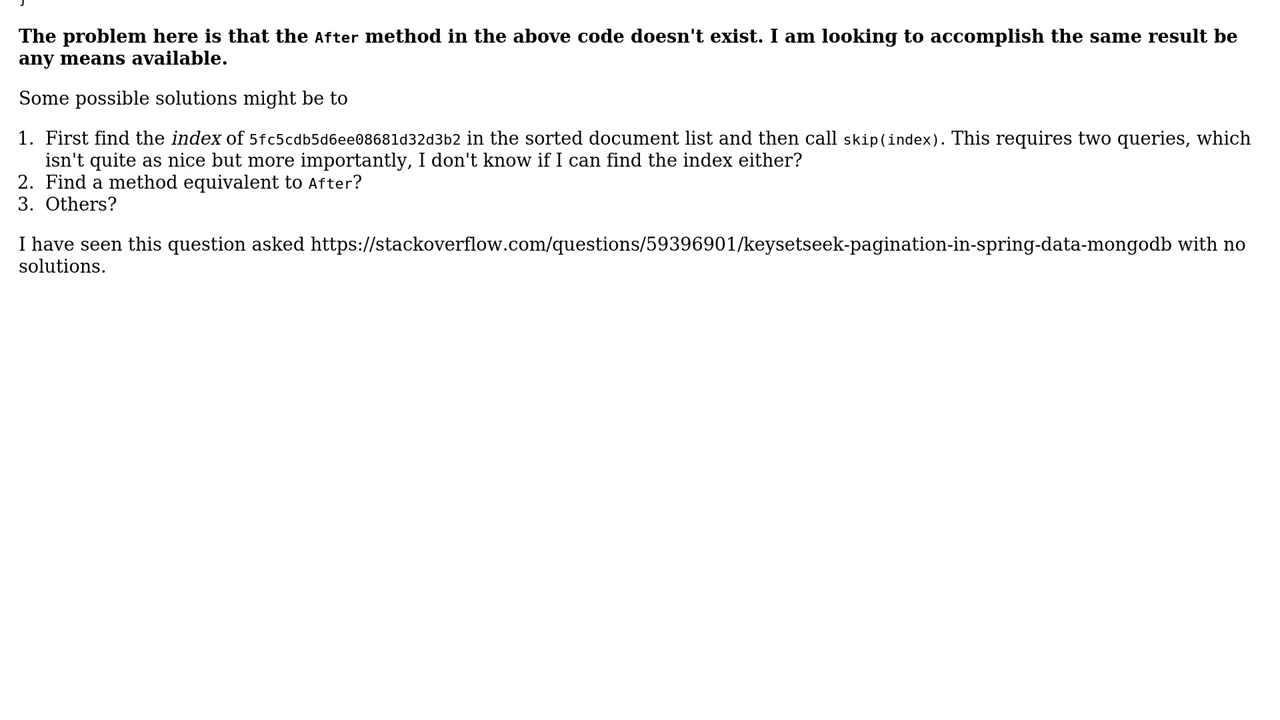 }
The problem here is that the After method in the above code doesn't exist. I am looking to accomplish the same result be
any means available.
Some possible solutions might be to
1. First find the index of 5fc5cdb5d6ee08681d32d3b2 in the sorted document list and then call skip(index). This requires two queries, which
isn't quite as nice but more importantly, I don't know if I can find the index either?
2. Find a method equivalent to After?
3. Others?
I have seen this question asked https://stackoverflow.com/questions/59396901/keysetseek-pagination-in-spring-data-mongodb with no
solutions.